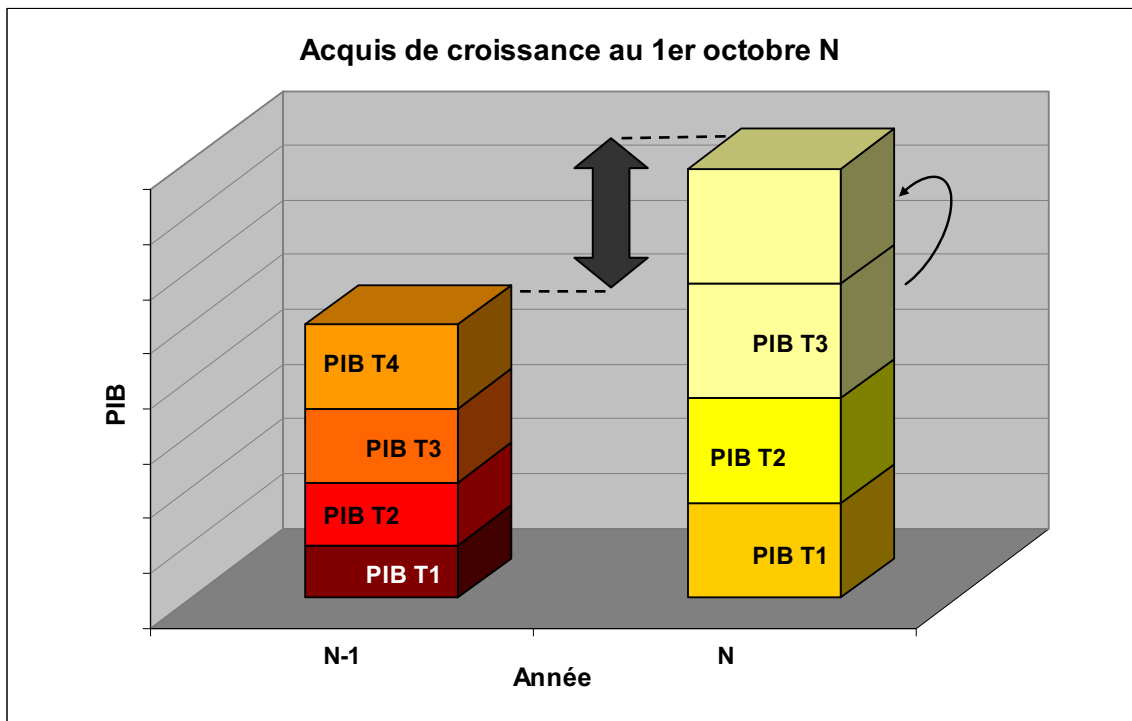 Acquis de croissance au 1er octobre N
PIB
PIB T4
PIB T3
PIB T2
PIB T1
PIB T3
PIB T2
PIB T1
N-1
N
Année